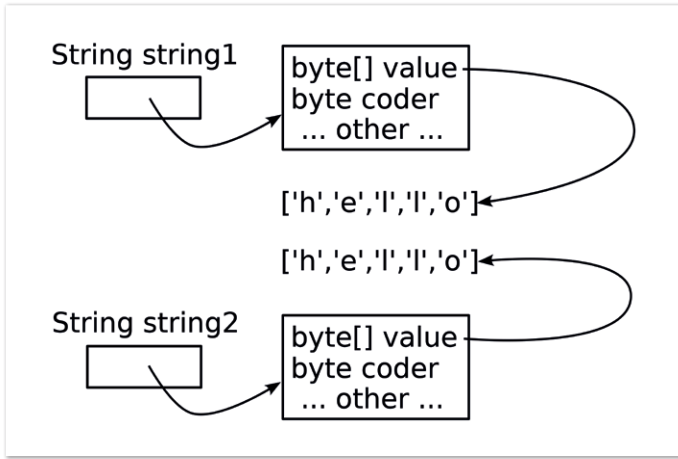 String string1
byte[] value
byte coder
... other ...
['h','e','l','l','o']
['h','e','l','l','o']
String string2
byte[] value
byte coder
... other ...